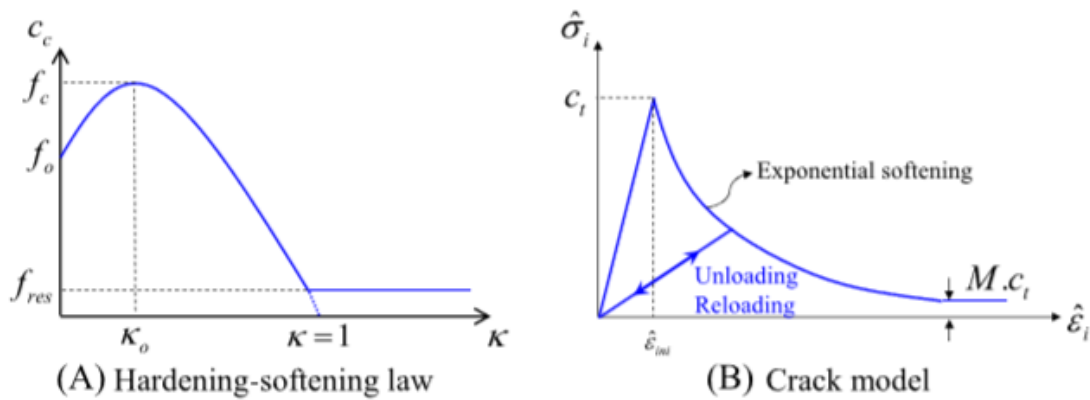 c_c
f_c
f_o
f_res
κ_o
κ = 1
κ
(A) Hardening-softening law
σ̂_i
c_t
Exponential softening
Unloading
Reloading
M.c_t
ε̂_ini
ε̂_i
(B) Crack model